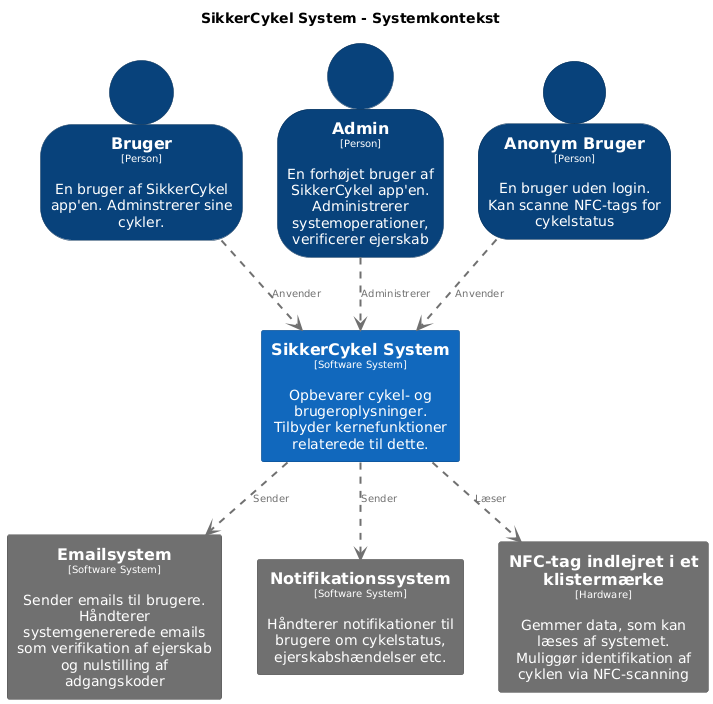 SikkerCykel System - Systemkontekst
Bruger
[Person]
En bruger af SikkerCykel
app'en. Adminstrerer sine
cykler.
Admin
[Person]
En forhøjet bruger af
SikkerCykel app'en.
Administrerer
systemoperationer,
verificerer ejerskab
Anonym Bruger
[Person]
En bruger uden login.
Kan scanne NFC-tags for
cykelstatus
Anvender
Administrerer
Anvender
SikkerCykel System
[Software System]
Opbevarer cykel- og
brugeroplysninger.
Tilbyder kernefunktioner
relaterede til dette.
Sender
Sender
Læser
Emailsystem
[Software System]
Sender emails til brugere.
Håndterer
systemgenererede emails
som verifikation af ejerskab
og nulstilling af
adgangskoder
Notifikationssystem
[Software System]
Håndterer notifikationer til
brugere om cykelstatus,
ejerskabshændelser etc.
NFC-tag indlejret i et
klistermærke
[Hardware]
Gemmer data, som kan
læses af systemet.
Muliggør identifikation af
cyklen via NFC-scanning